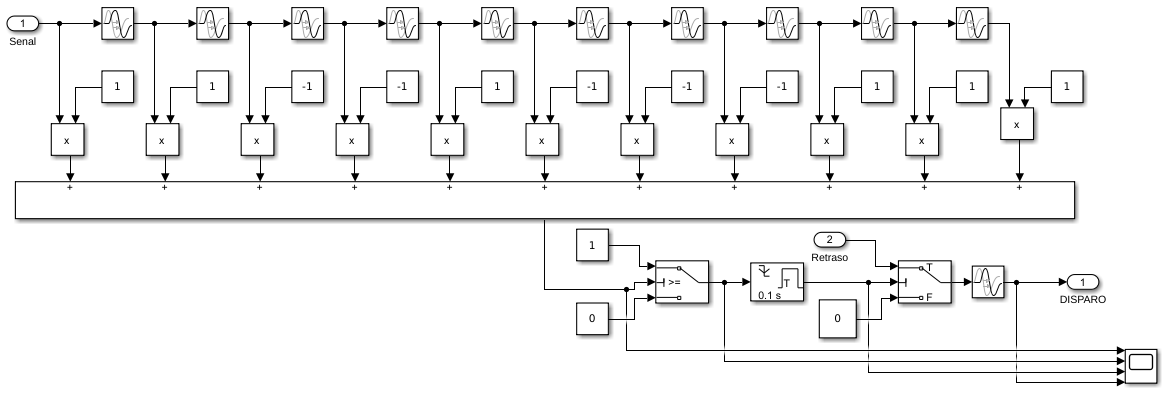 1
Senal
1 1 -1 -1 1 -1 -1 -1 1 1 1
x x x x x x x x x x x
+ + + + + + + + + + +
1
2
Retraso
>=
T
0.1 s
T
F
1
DISPARO
0
0